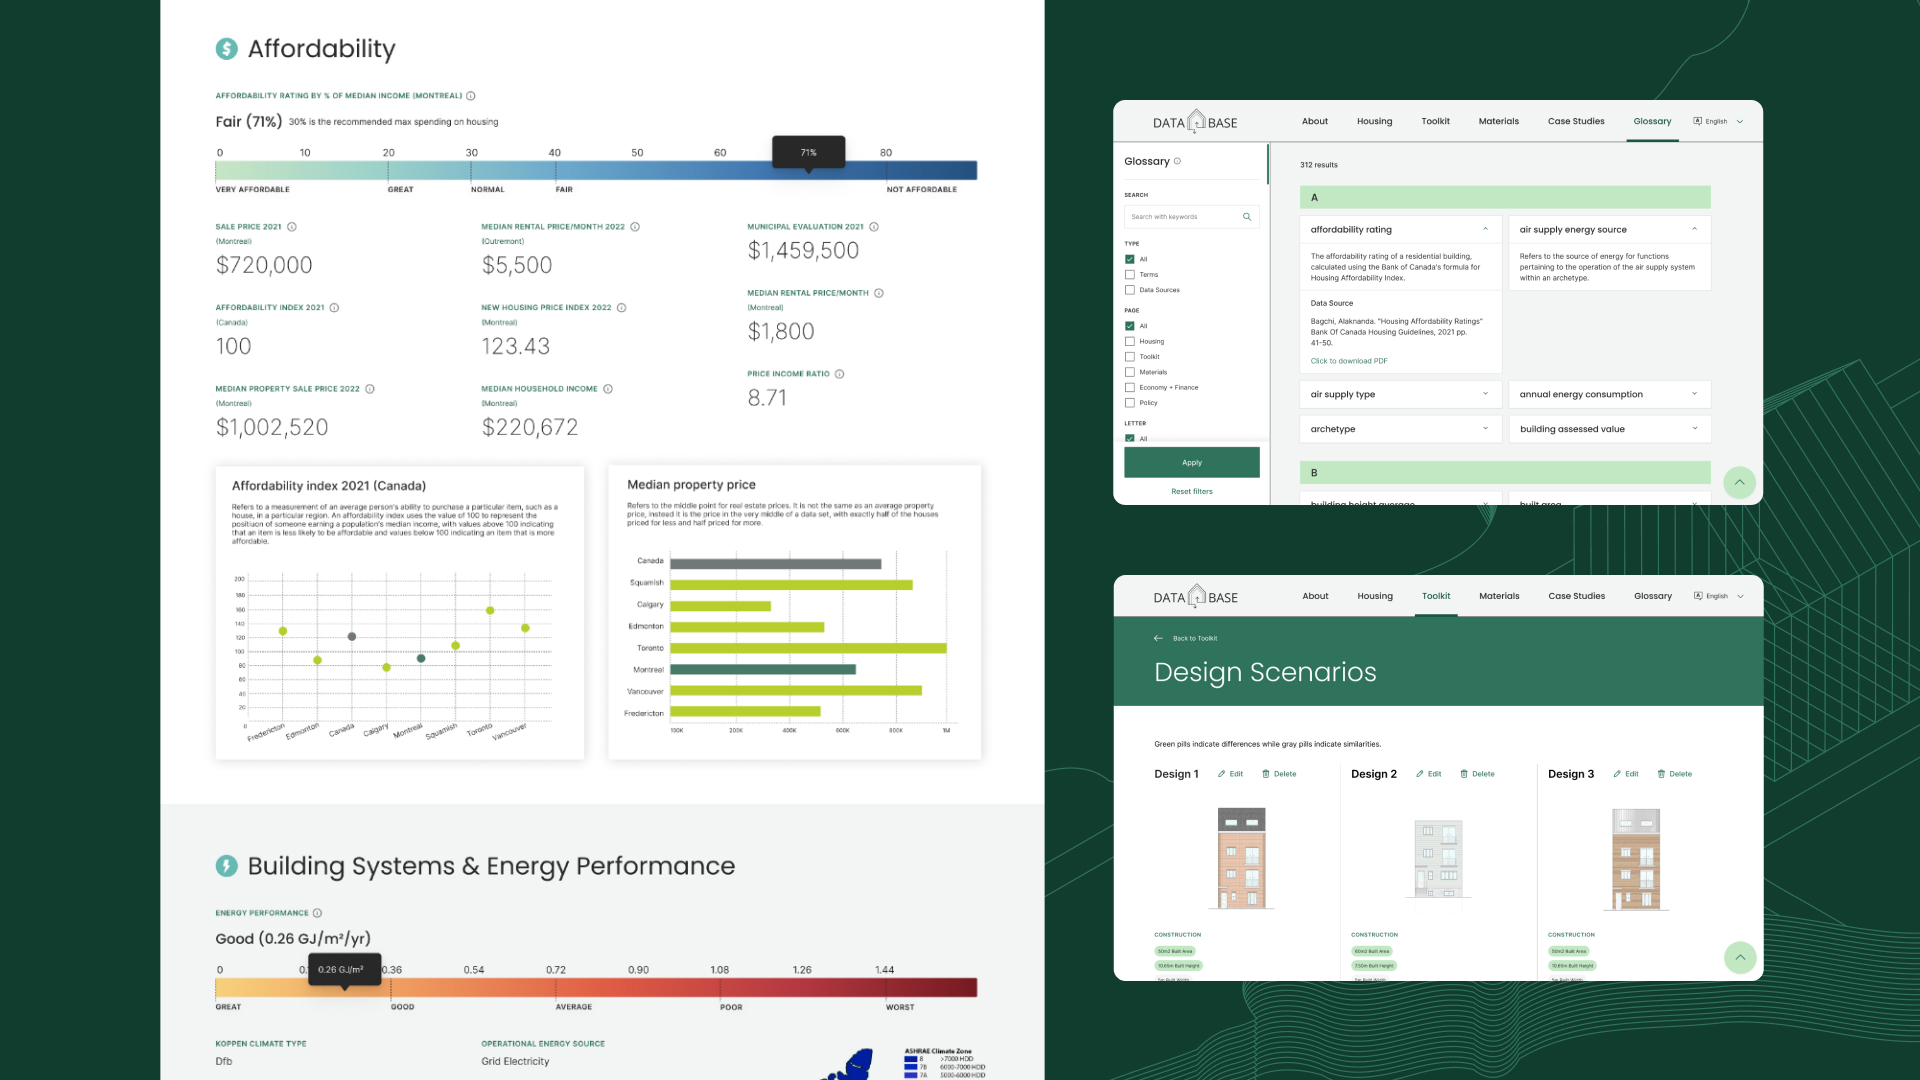 Affordability
AFFORDABILITY RATING BY % OF MEDIAN INCOME (MONTREAL)
Fair (71%) 30% is the recommended max spending on housing
0 10 20 30 40 50 60 71% 80
VERY AFFORDABLE GREAT NORMAL FAIR NOT AFFORDABLE
SALE PRICE 2021
(Montreal)
$720,000
AFFORDABILITY INDEX 2021
(Canada)
100
MEDIAN PROPERTY SALE PRICE 2022
(Montreal)
$1,002,520
MEDIAN RENTAL PRICE/MONTH 2022
(Outremont)
$5,500
NEW HOUSING PRICE INDEX 2022
(Montreal)
123.43
MEDIAN HOUSEHOLD INCOME
(Montreal)
$220,672
MUNICIPAL EVALUATION 2021
$1,459,500
MEDIAN RENTAL PRICE/MONTH
(Montreal)
$1,800
PRICE INCOME RATIO
8.71
Affordability index 2021 (Canada)
Refers to a measurement of an average person's ability to purchase a particular item, such as a
house, in a particular region. An affordability index uses the value of 100 to represent the
positiuon of someone earning a population's median income, with values above 100 indicating
that an item is less likely to be affordable and values below 100 indicating an item that is more
affordable.
200
180
160
140
120
100
80
60
40
20
0
Fredericton Edmonton Canada Calgary Montreal Squamish Toronto Vancouver
Median property price
Refers to the middle point for real estate prices. It is not the same as an average property
price, instead it is the price in the very middle of a data set, with exactly half of the houses
priced for less and half priced for more.
Canada
Squamish
Calgary
Edmonton
Toronto
Montreal
Vancouver
Fredericton
100K 200K 400K 600K 800K 1M
Building Systems & Energy Performance
ENERGY PERFORMANCE
Good (0.26 GJ/m²/yr)
0 0.26 GJ/m² 0.36 0.54 0.72 0.90 1.08 1.26 1.44
GREAT GOOD AVERAGE POOR WORST
KOPPEN CLIMATE TYPE
Dfb
OPERATIONAL ENERGY SOURCE
Grid Electricity
ASHRAE Climate Zone
8 >7000 HDD
7B 6000-7000 HDD
7A 5000-6000 HDD
DATA BASE
About Housing Toolkit Materials Case Studies Glossary English
Glossary
SEARCH
Search with keywords
TYPE
All
Terms
Data Sources
PAGE
All
Housing
Toolkit
Materials
Economy + Finance
Policy
LETTER
All
Apply
Reset filters
312 results
A
affordability rating
The affordability rating of a residential building,
calculated using the Bank of Canada's formula for
Housing Affordability Index.
Data Source
Bagchi, Alaknanda. "Housing Affordability Ratings"
Bank Of Canada Housing Guidelines, 2021 pp.
41-50.
Click to download PDF
air supply energy source
Refers to the source of energy for functions
pertaining to the operation of the air supply system
within an archetype.
air supply type
annual energy consumption
archetype
building assessed value
B
building height average
built area
DATA BASE
About Housing Toolkit Materials Case Studies Glossary English
Back to Toolkit
Design Scenarios
Green pills indicate differences while gray pills indicate similarities.
Design 1 Edit Delete
CONSTRUCTION
50m2 Built Area
10.65m Built Height
Design 2 Edit Delete
CONSTRUCTION
60m2 Built Area
7.50m Built Height
Design 3 Edit Delete
CONSTRUCTION
50m2 Built Area
10.65m Built Height